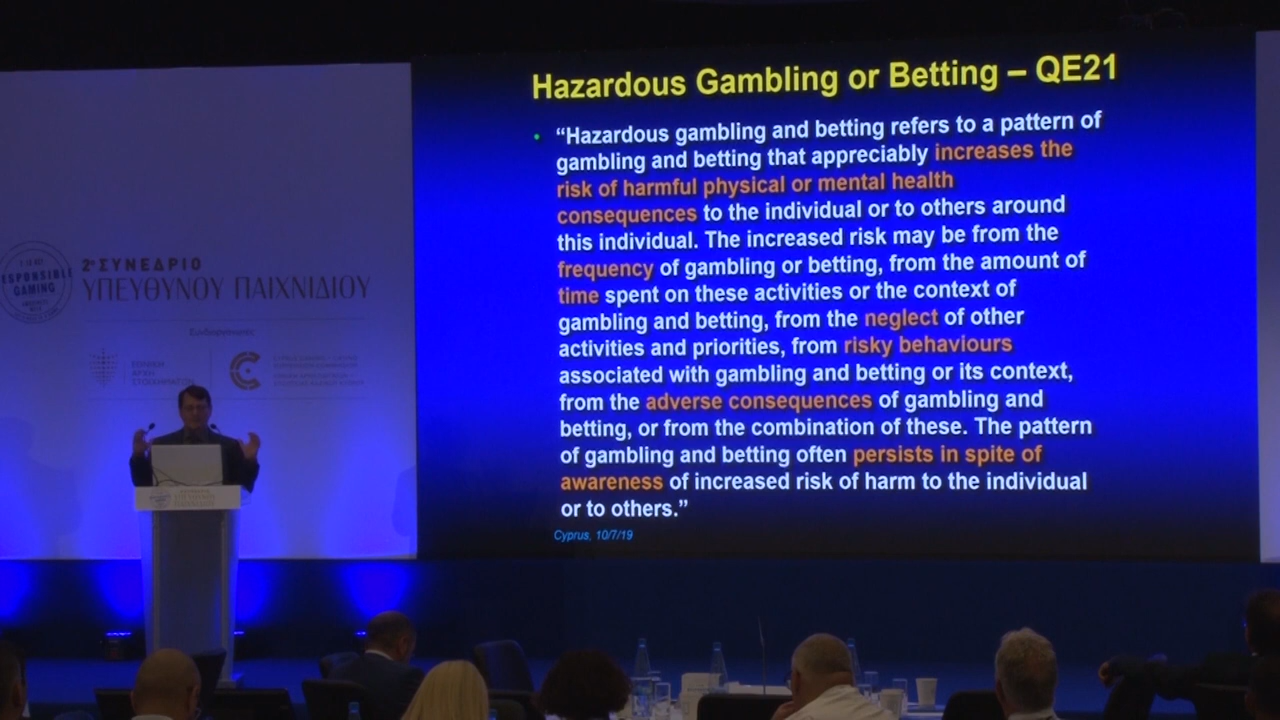 Hazardous Gambling or Betting – QE21
• “Hazardous gambling and betting refers to a pattern of
gambling and betting that appreciably increases the
risk of harmful physical or mental health
consequences to the individual or to others around
this individual. The increased risk may be from the
frequency of gambling or betting, from the amount of
time spent on these activities or the context of
gambling and betting, from the neglect of other
activities and priorities, from risky behaviours
associated with gambling and betting or its context,
from the adverse consequences of gambling and
betting, or from the combination of these. The pattern
of gambling and betting often persists in spite of
awareness of increased risk of harm to the individual
or to others.”
Cyprus, 10/7/19
RESPONSIBLE
GAMING
2ο ΣΥΝΕΔΡΙΟ
ΥΠΕΥΘΥΝΟΥ ΠΑΙΧΝΙΔΙΟΥ